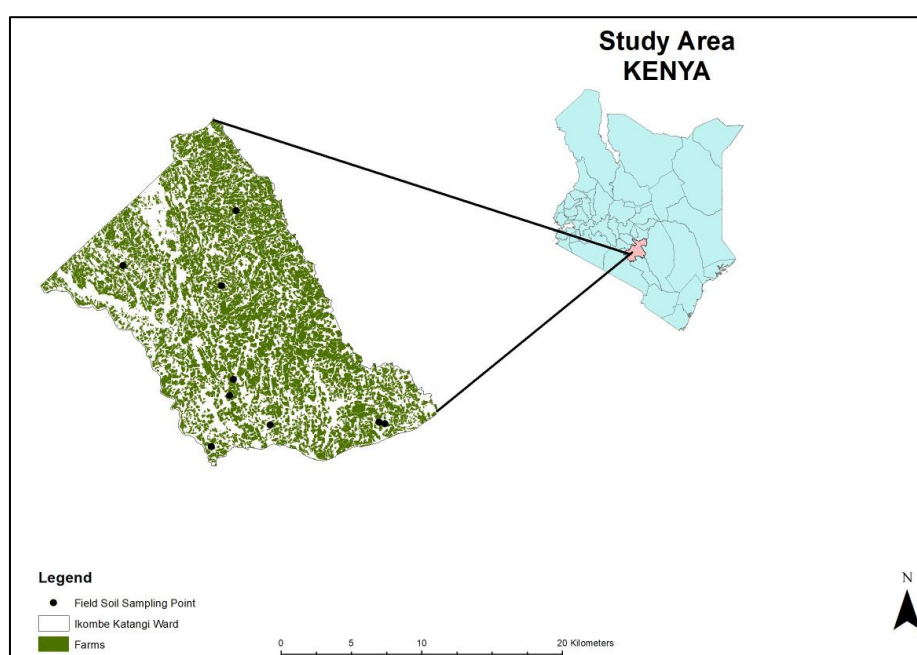 Study Area
KENYA
N
Legend
Field Soil Sampling Point
Ikombe Katangi Ward
Farms
0 5 10 20 Kilometers